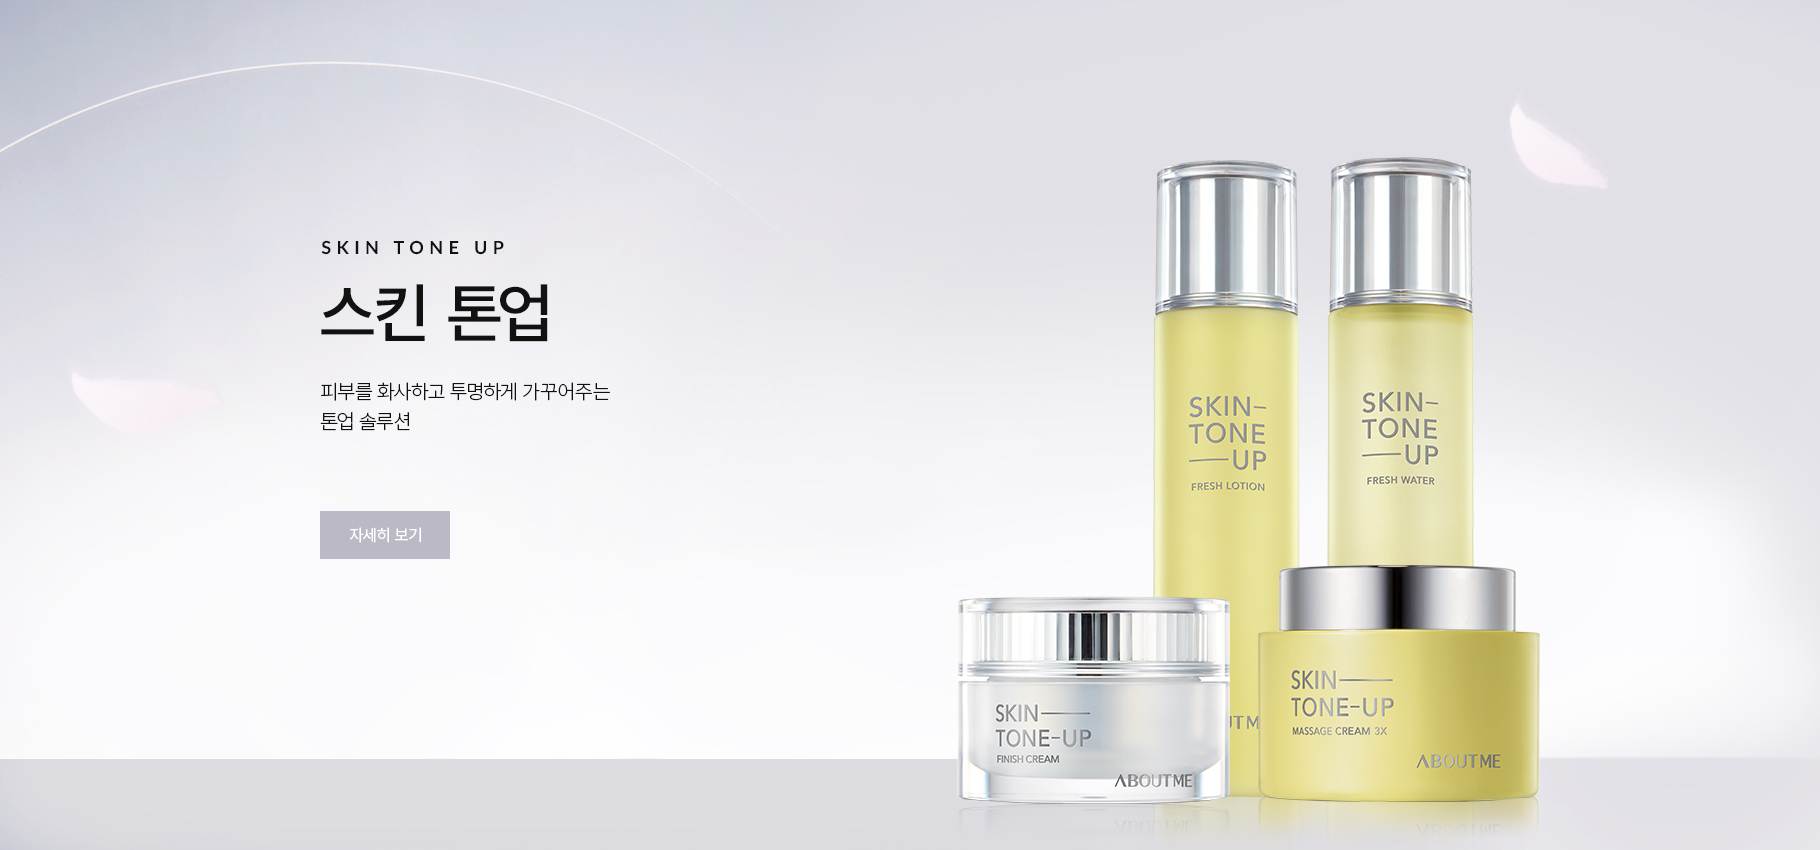 SKIN TONE UP
스킨 톤업
피부를 화사하고 투명하게 가꾸어주는
톤업 솔루션
자세히 보기
SKIN-
TONE
—UP
FRESH LOTION
SKIN-
TONE
—UP
FRESH WATER
SKIN—
TONE-UP
FINISH CREAM
ABOUTME
SKIN—
TONE-UP
MASSAGE CREAM 3X
ABOUTME